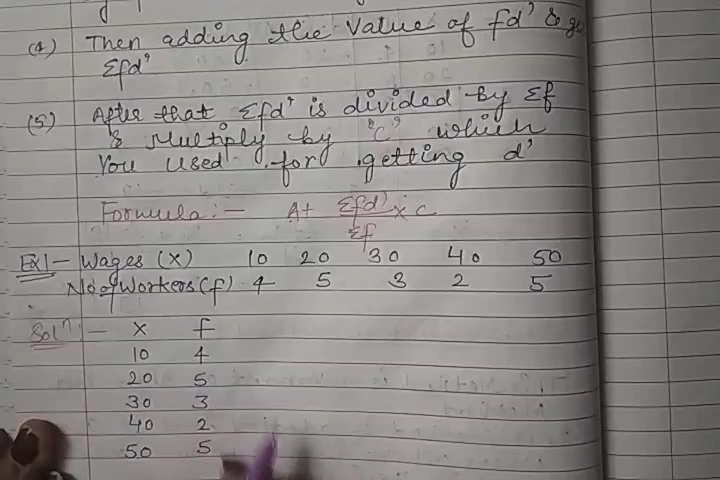 (4) Then adding the Value of fd' & ge
Σfd'
(5) After that Σfd' is divided by Σf
& Multiply by "C" which
You used for getting d'
Formula :- A+ Σfd'/Σf × C
EX1 - Wages (X) 10 20 30 40 50
No of Workers (f) 4 5 3 2 5
Solⁿ :- X f
10 4
20 5
30 3
40 2
50 5